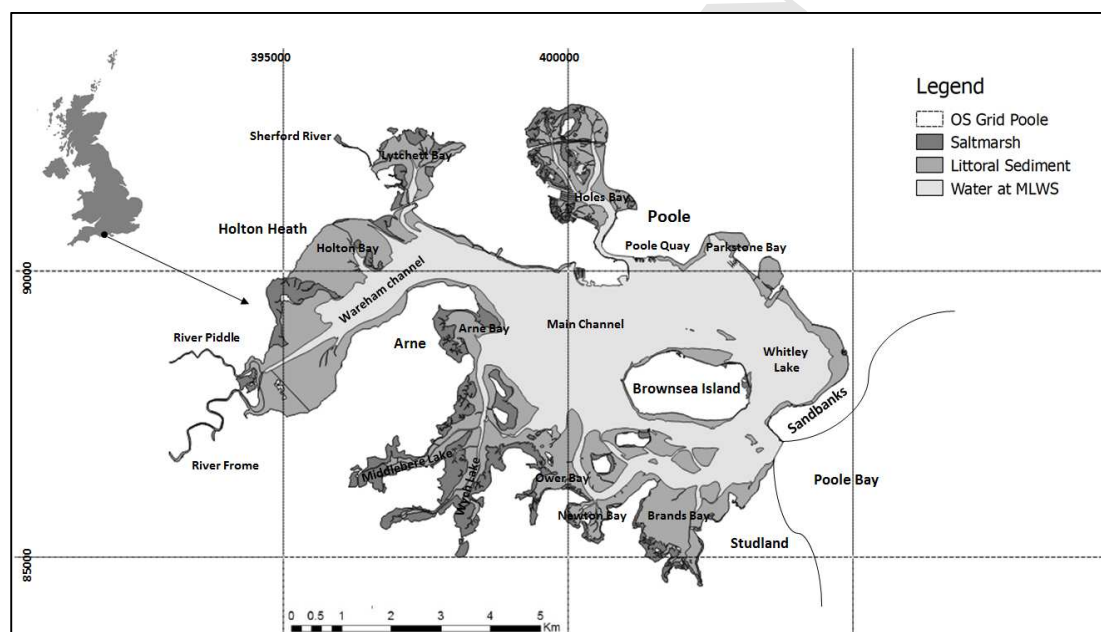 395000
400000
Legend
OS Grid Poole
Saltmarsh
Littoral Sediment
Water at MLWS
Sherford River
Lytchett Bay
Holes Bay
Poole
Holton Heath
Holton Bay
Poole Quay
Parkstone Bay
90000
Wareham channel
River Piddle
Arne
Arne Bay
Main Channel
Whitley
Lake
Brownsea Island
Sandbanks
River Frome
Middlebere Lake
Wych Lake
Ower Bay
Poole Bay
Newton Bay
Brands Bay
Studland
85000
0 0.5 1 2 3 4 5
Km